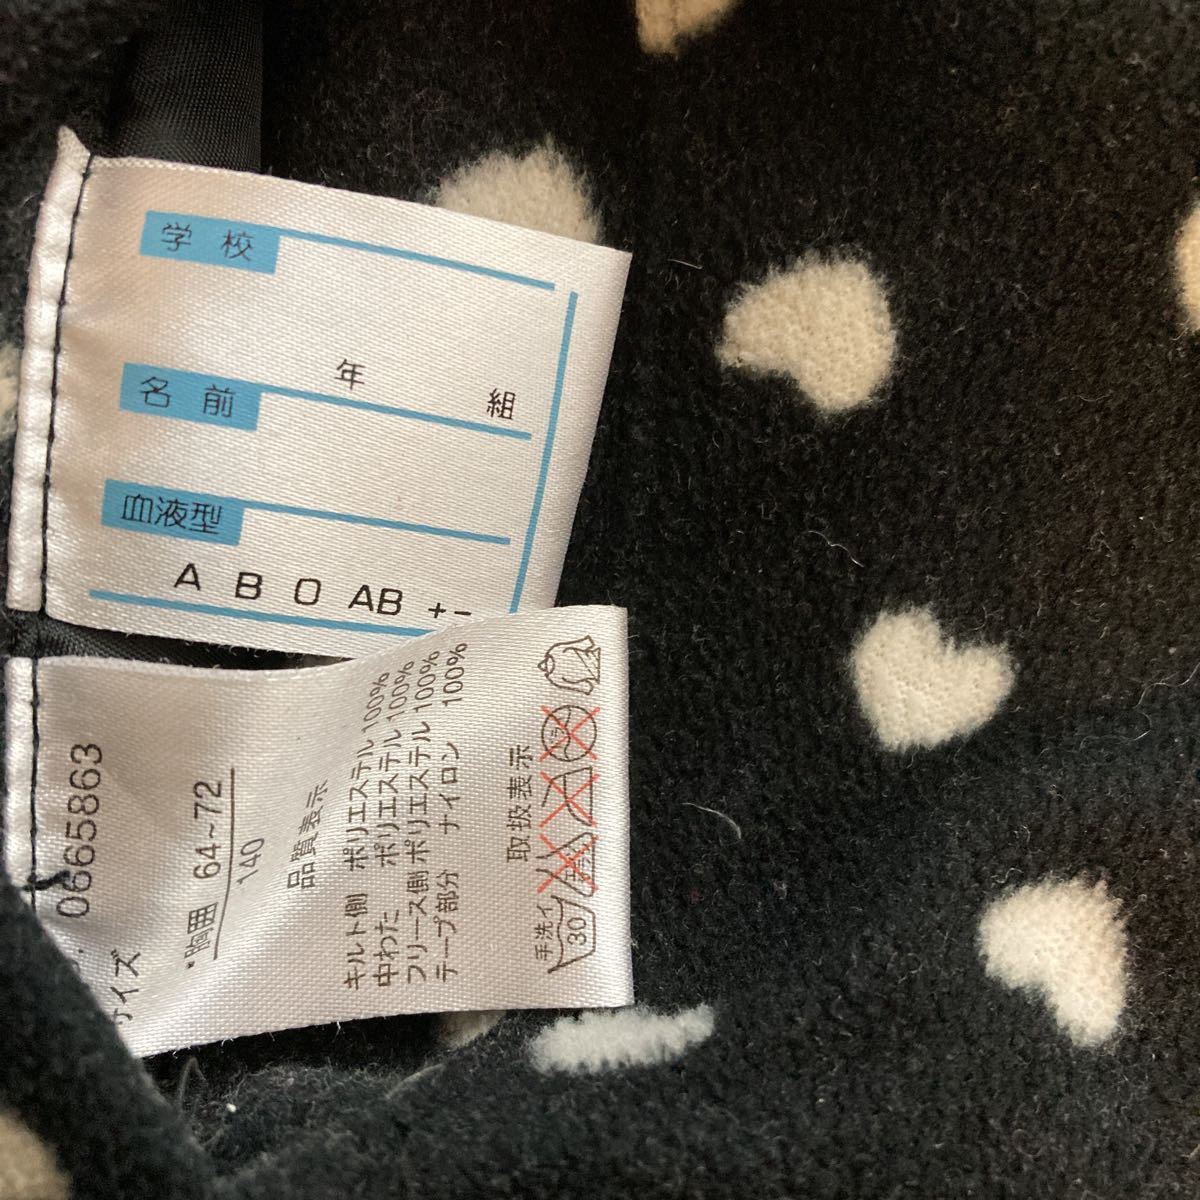 学校
年 組
名前
血液型
A B O AB + -
0665863
サイズ
・胸囲 64~72
140
品質表示
キルト側 ポリエステル 100%
中わた ポリエステル 100%
フリース側 ポリエステル 100%
テープ部分 ナイロン 100%
取扱表示
手洗イ
30